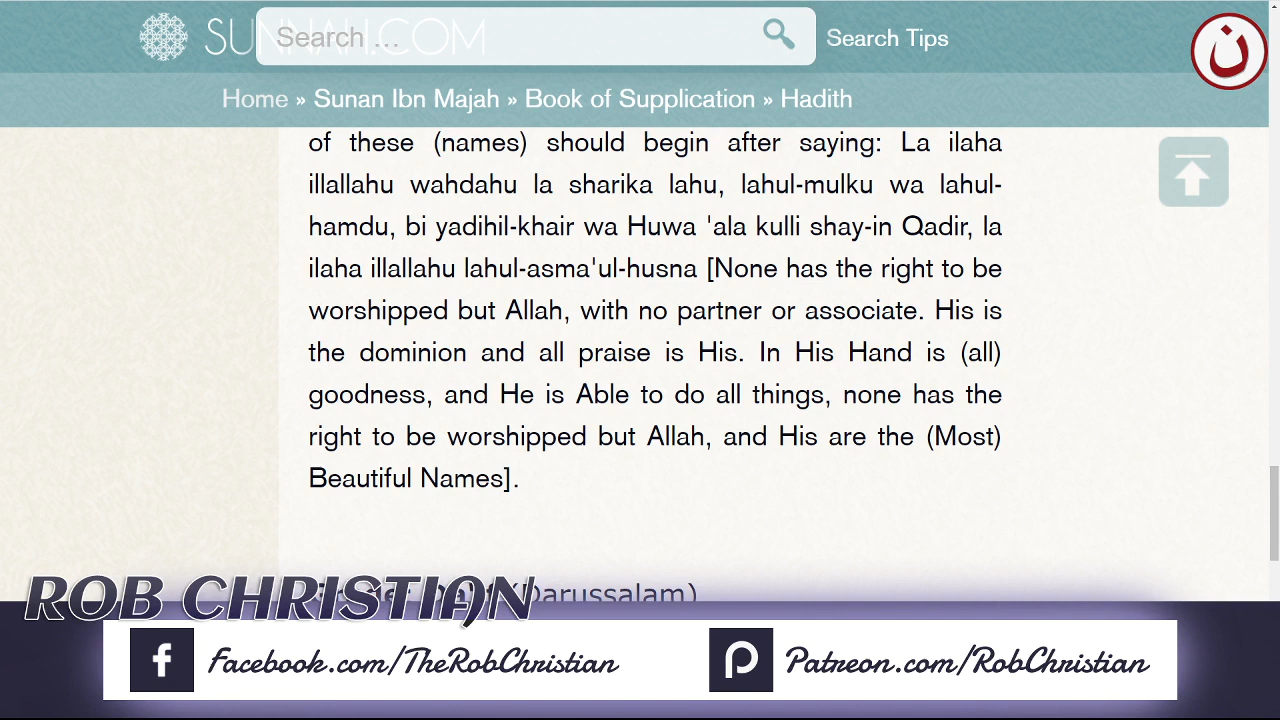 SUNNAH.COM
Search ...
Search Tips
ن
Home » Sunan Ibn Majah » Book of Supplication » Hadith
of these (names) should begin after saying: La ilaha
illallahu wahdahu la sharika lahu, lahul-mulku wa lahul-
hamdu, bi yadihil-khair wa Huwa 'ala kulli shay-in Qadir, la
ilaha illallahu lahul-asma'ul-husna [None has the right to be
worshipped but Allah, with no partner or associate. His is
the dominion and all praise is His. In His Hand is (all)
goodness, and He is Able to do all things, none has the
right to be worshipped but Allah, and His are the (Most)
Beautiful Names].
(Darussalam)
ROB CHRISTIAN
Facebook.com/TheRobChristian
Patreon.com/RobChristian